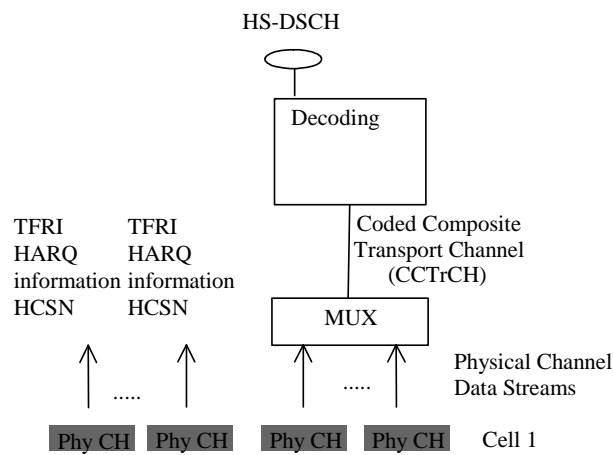 HS-DSCH
Decoding
TFRI
HARQ
information
HCSN
TFRI
HARQ
information
HCSN
Coded Composite
Transport Channel
(CCTrCH)
MUX
Physical Channel
Data Streams
.....
.....
Phy CH
Phy CH
Phy CH
Phy CH
Cell 1